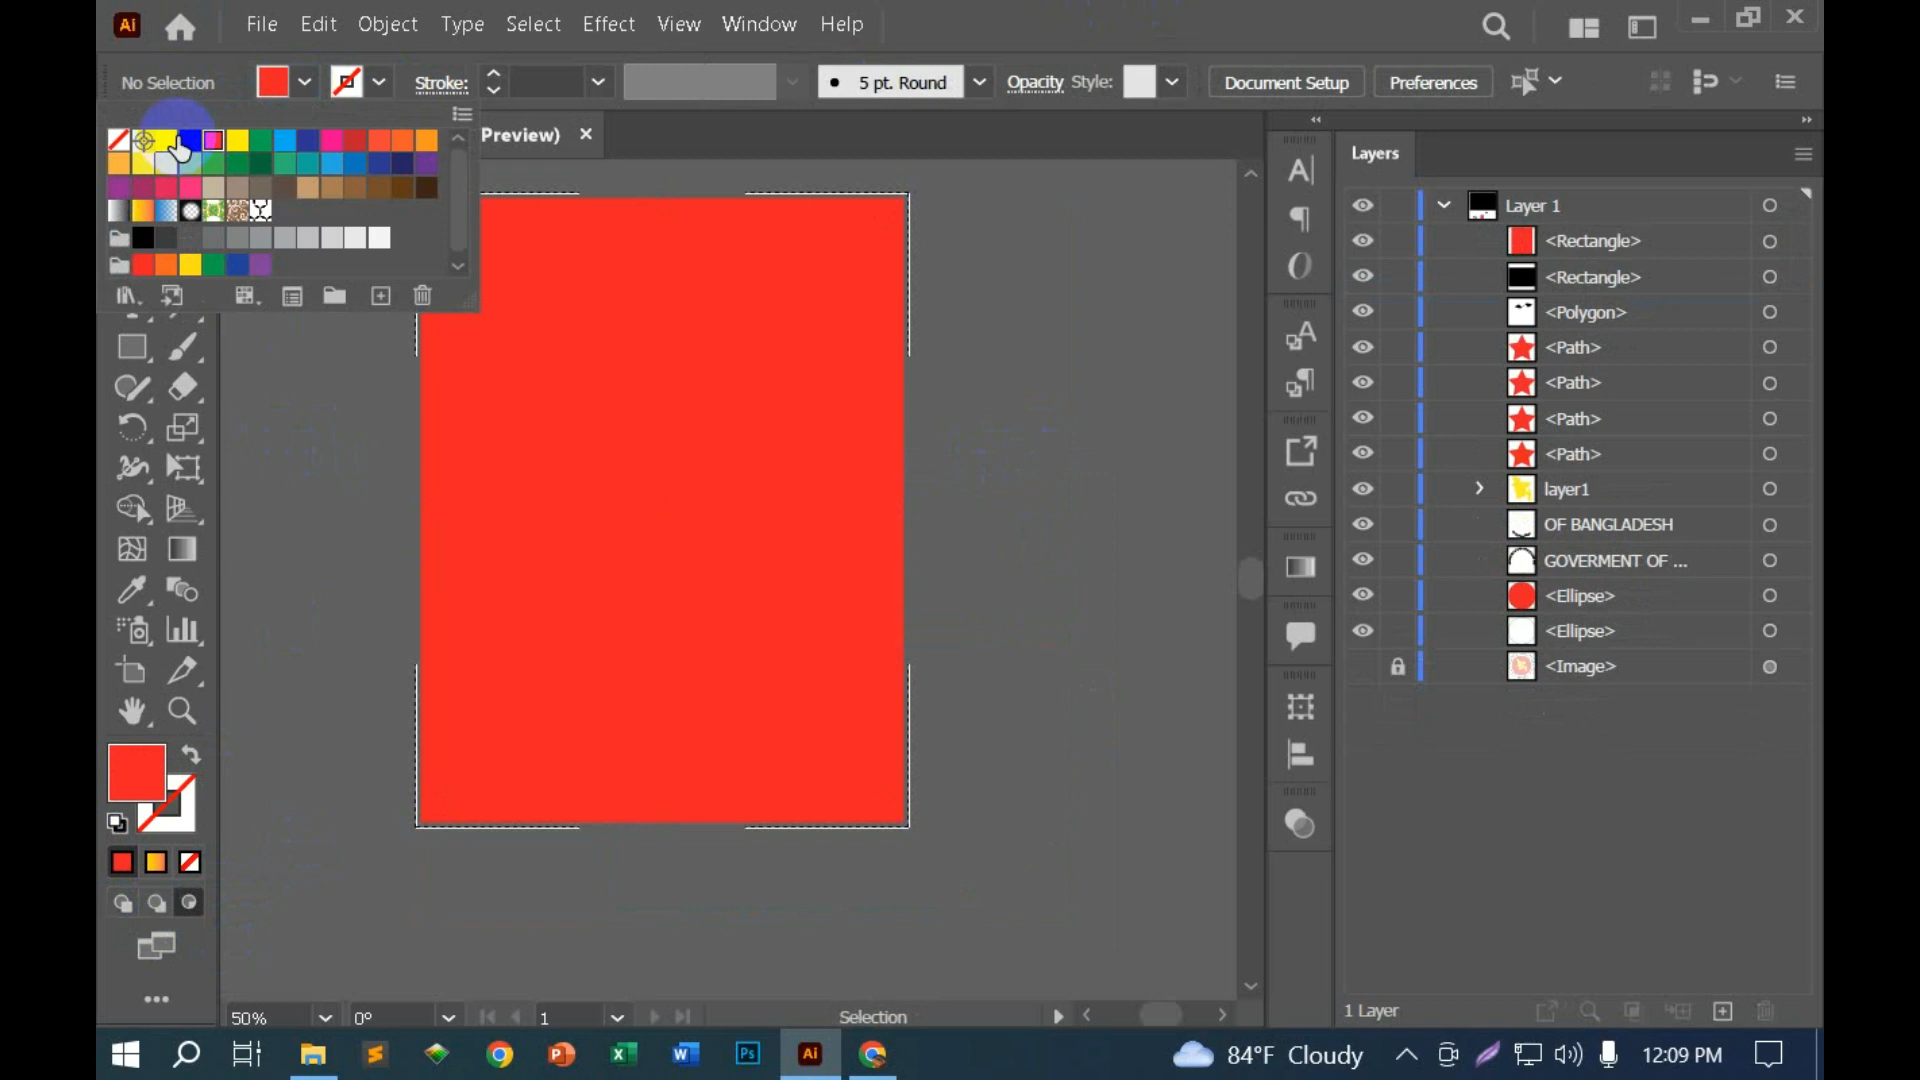 Ai File Edit Object Type Select Effect View Window Help
No Selection Stroke: 5 pt. Round Opacity Style: Document Setup Preferences
Preview)
Layers
Layer 1
<Rectangle>
<Rectangle>
<Polygon>
<Path>
<Path>
<Path>
<Path>
layer1
OF BANGLADESH
GOVERMENT OF ...
<Ellipse>
<Ellipse>
<Image>
50% 0° 1 Selection 1 Layer
Ps Ai 84°F Cloudy 12:09 PM